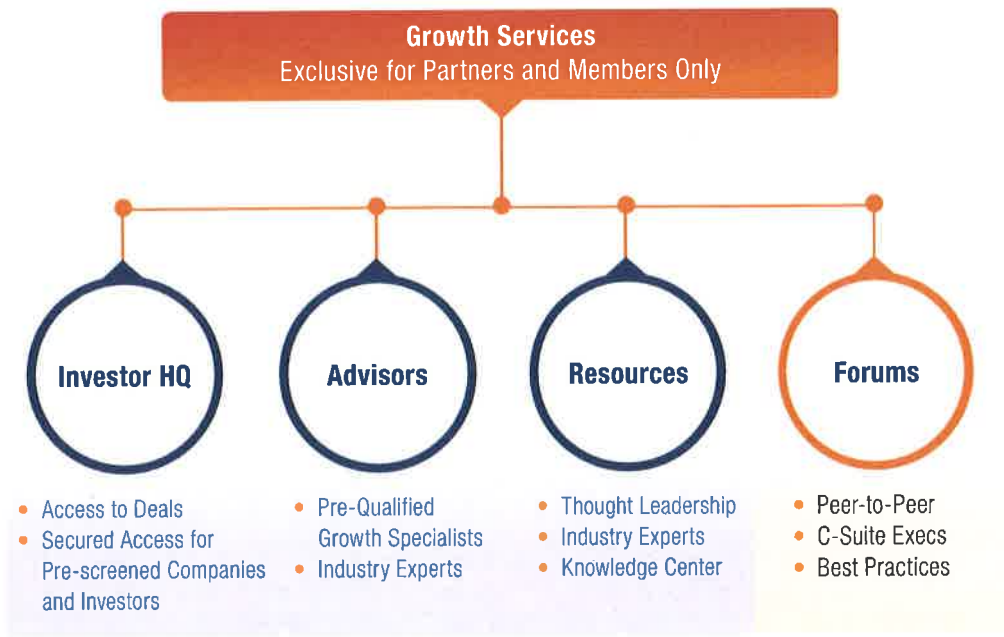 Growth Services
Exclusive for Partners and Members Only
Investor HQ
Advisors
Resources
Forums
• Access to Deals
• Secured Access for
Pre-screened Companies
and Investors
• Pre-Qualified
Growth Specialists
• Industry Experts
• Thought Leadership
• Industry Experts
• Knowledge Center
• Peer-to-Peer
• C-Suite Execs
• Best Practices